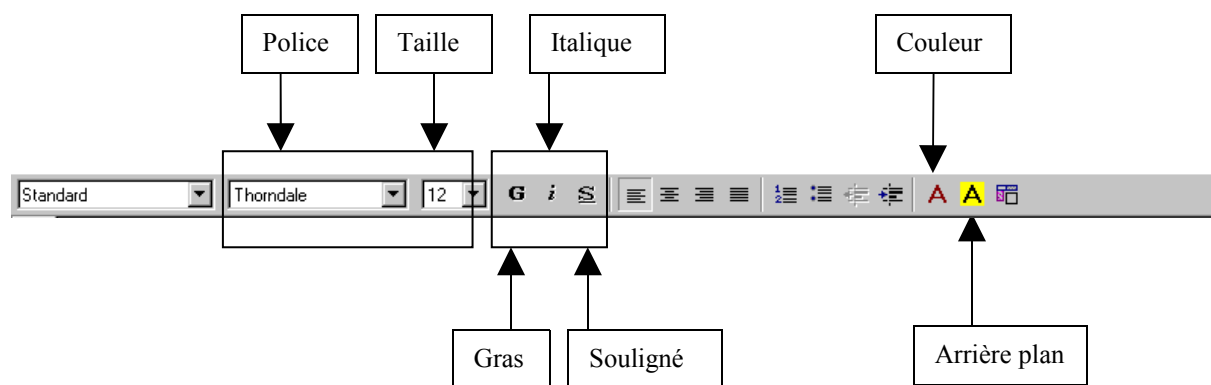 Police Taille Italique Couleur
Standard Thorndale 12 G i S A A
Gras Souligné Arrière plan